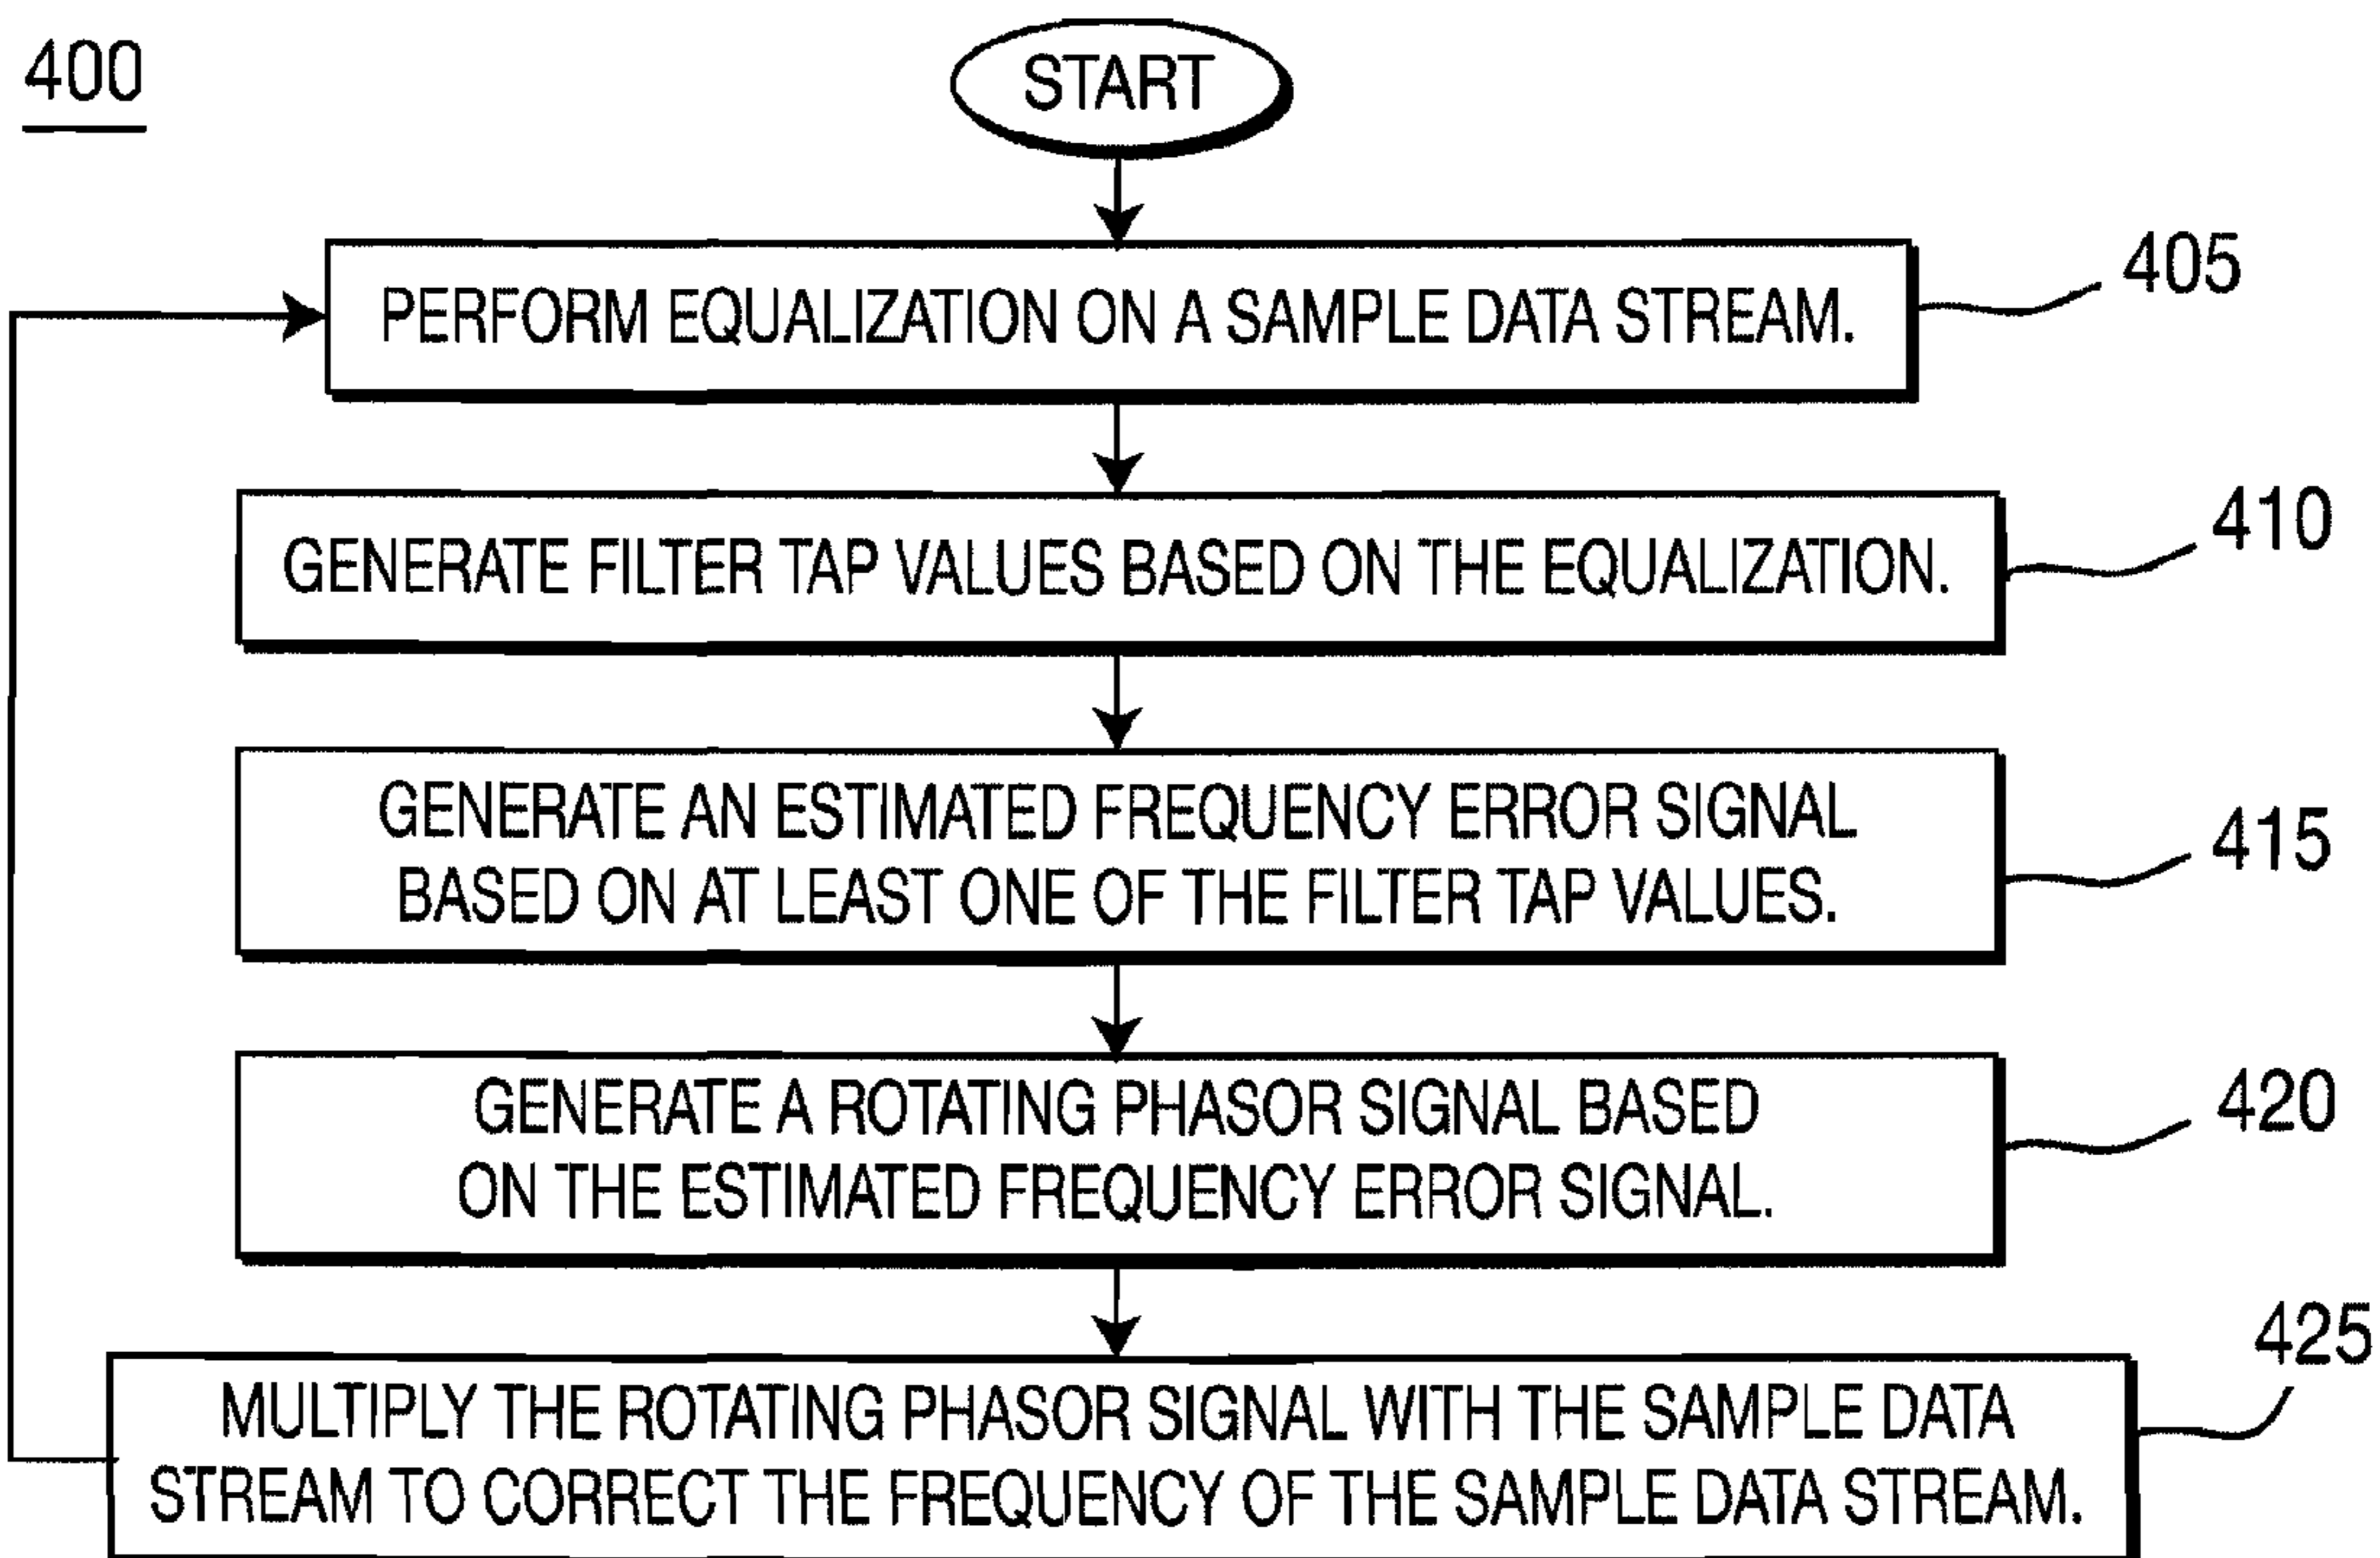 400
START
PERFORM EQUALIZATION ON A SAMPLE DATA STREAM.
405
GENERATE FILTER TAP VALUES BASED ON THE EQUALIZATION.
410
GENERATE AN ESTIMATED FREQUENCY ERROR SIGNAL
BASED ON AT LEAST ONE OF THE FILTER TAP VALUES.
415
GENERATE A ROTATING PHASOR SIGNAL BASED
ON THE ESTIMATED FREQUENCY ERROR SIGNAL.
420
MULTIPLY THE ROTATING PHASOR SIGNAL WITH THE SAMPLE DATA
STREAM TO CORRECT THE FREQUENCY OF THE SAMPLE DATA STREAM.
425